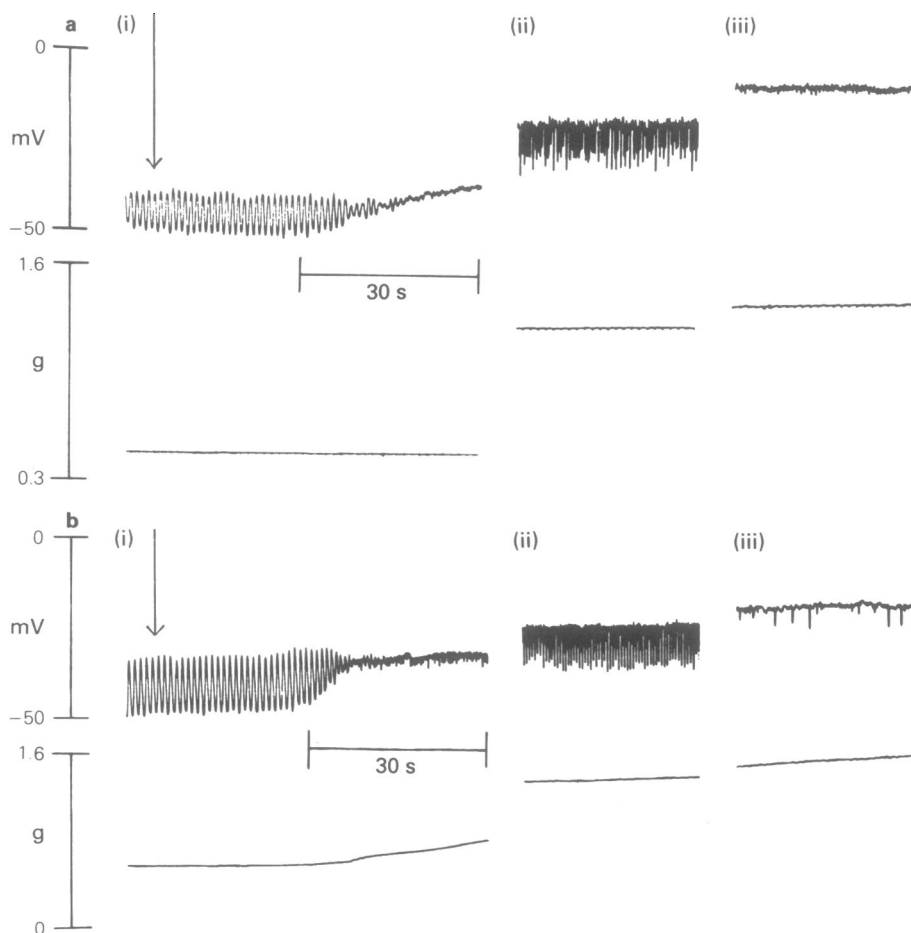 a (i) (ii) (iii)
0
mV
−50
1.6
30 s
g
0.3
b
0 (i) (ii) (iii)
mV
−50
1.6
30 s
g
0